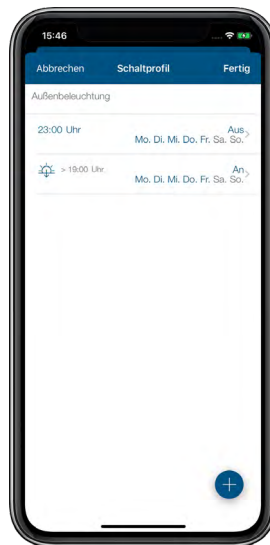 15:46
Abbrechen Schaltprofil Fertig
Außenbeleuchtung
23:00 Uhr Aus
Mo. Di. Mi. Do. Fr. Sa. So.
> 19:00 Uhr An
Mo. Di. Mi. Do. Fr. Sa. So.